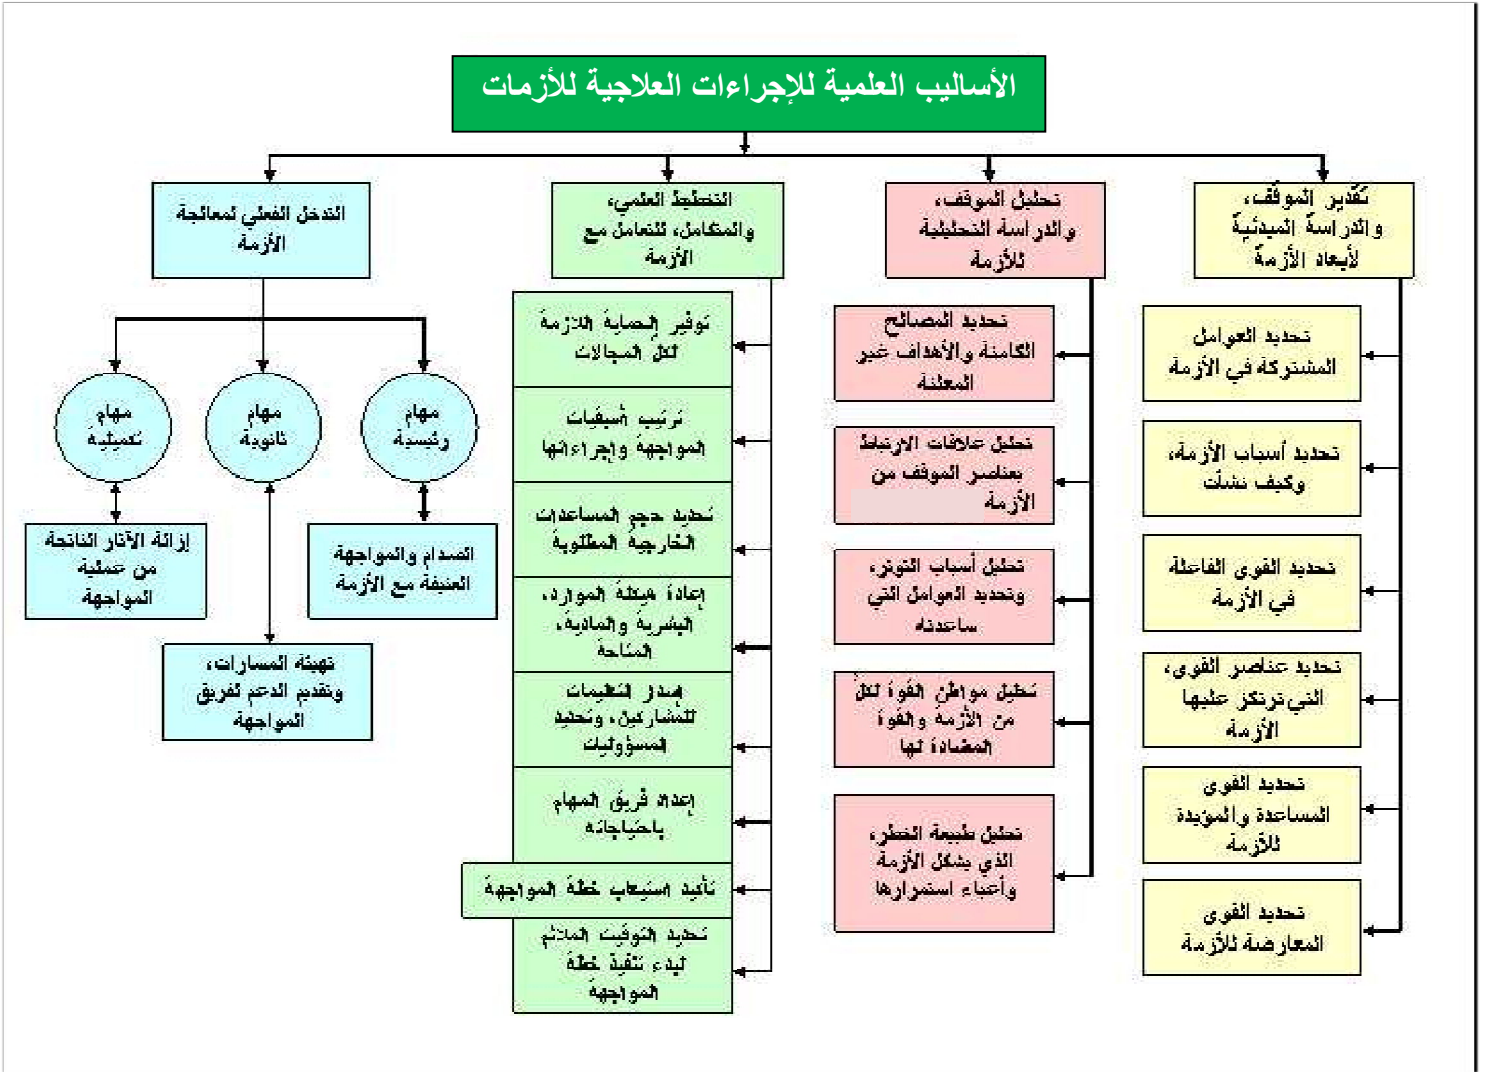 الأساليب العلمية للإجراءات العلاجية للأزمات
تقدير الموقف،
والدراسة المبدئية
لأبعاد الأزمة
تحليل الموقف،
والدراسة التحليلية
للأزمة
التخطيط العلمي،
والمتكامل، للتعامل مع
الأزمة
التدخل الفعلي لمعالجة
الأزمة
تحديد العوامل
المشتركة في الأزمة
تحديد أسباب الأزمة،
وكيف نشأت
تحديد القوى الفاعلة
في الأزمة
تحديد عناصر القوى،
التي ترتكز عليها
الأزمة
تحديد القوى
المساعدة والمؤيدة
للأزمة
تحديد القوى
المعارضة للأزمة
تحديد المصالح
الكامنة والأهداف غير
المعلنة
تحليل علاقات الارتباط
بعناصر الموقف من
الأزمة
تحليل أسباب التوتر،
وتحديد العوامل التي
ساعدته
تحليل مواطن القوة لكلّ
من الأزمة والقوة
المضادة لها
تحليل طبيعة الخطر،
الذي يشكل الأزمة
وأعباء استمرارها
توفير الحماية اللازمة
لكل المجالات
ترتيب أسبقيات
المواجهة وإجراءاتها
تحديد حجم المساعدات
الخارجية المطلوبة
إعادة هيكلة الموارد،
البشرية والمادية،
المتاحة
إصدار التعليمات
للمشاركين، وتحديد
المسؤوليات
إعداد فريق المهام
باحتياجاته
تأكيد استيعاب خطة المواجهة
تحديد التوقيت الملائم
لبدء تنفيذ خطة
المواجهة
مهام
رئيسية
مهام
ثانوية
مهام
تكميلية
الصدام والمواجهة
العنيفة مع الأزمة
تهيئة المسارات،
وتقديم الدعم لفريق
المواجهة
إزالة الآثار الناتجة
من عملية
المواجهة